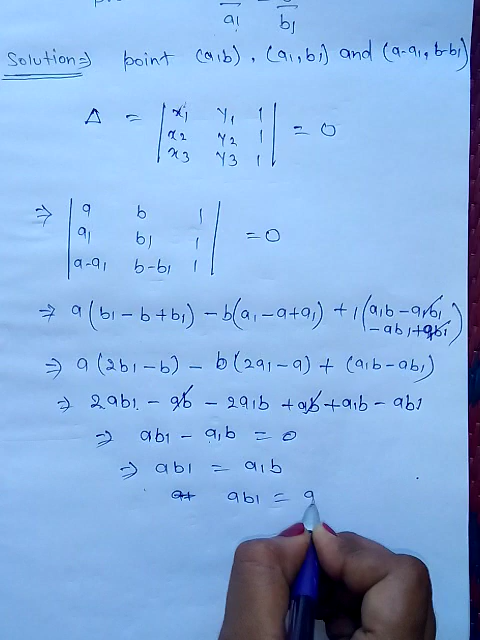 a1 b1
Solution⇒ point (a,b), (a1,b1) and (a-a1, b-b1)
Δ = | x1 y1 1 |
| x2 y2 1 | = 0
| x3 y3 1 |
⇒ | a b 1 |
| a1 b1 1 | = 0
| a-a1 b-b1 1 |
⇒ a(b1-b+b1) - b(a1-a+a1) + 1(a1b-a1b1
-ab1+a1b1)
⇒ a(2b1-b) - b(2a1-a) + (a1b-ab1)
⇒ 2ab1 - ab - 2a1b + ab + a1b - ab1
⇒ ab1 - a1b = 0
⇒ ab1 = a1b
ab1 = a